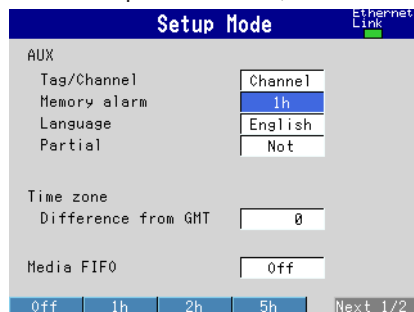 Setup Mode
Ethernet
Link
AUX
Tag/Channel Channel
Memory alarm 1h
Language English
Partial Not
Time zone
Difference from GMT 0
Media FIFO Off
Off 1h 2h 5h Next 1/2